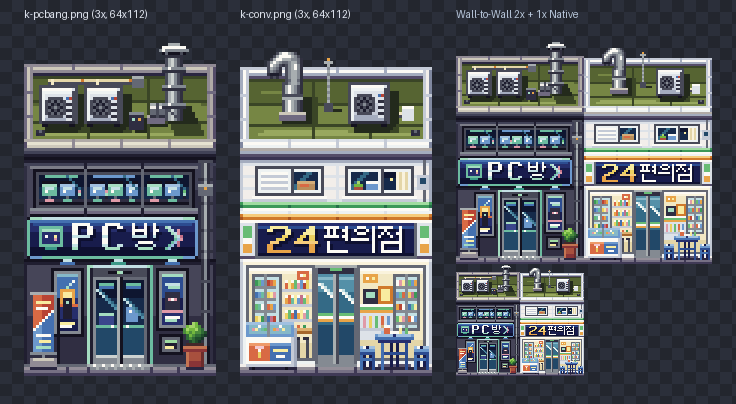 k-pcbang.png (3x, 64x112)
k-conv.png (3x, 64x112)
Wall-to-Wall 2x + 1x Native
PC방
24편의점
PC방
24편의점
PC방
24편의점